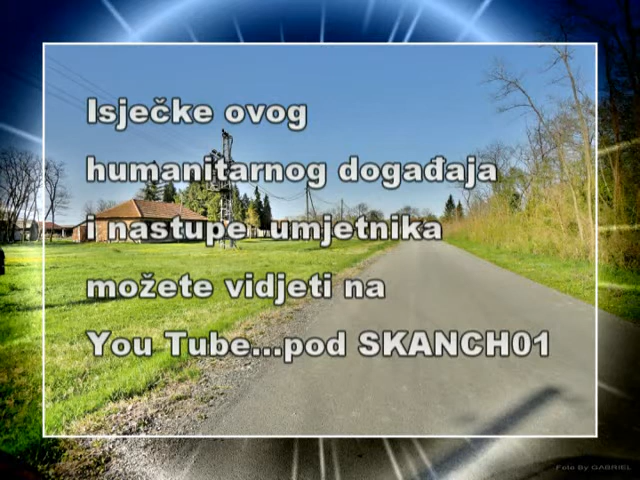 Isječke ovog
humanitarnog događaja
i nastupe umjetnika
možete vidjeti na
You Tube...pod SKANCH01
Foto By GABRIEL